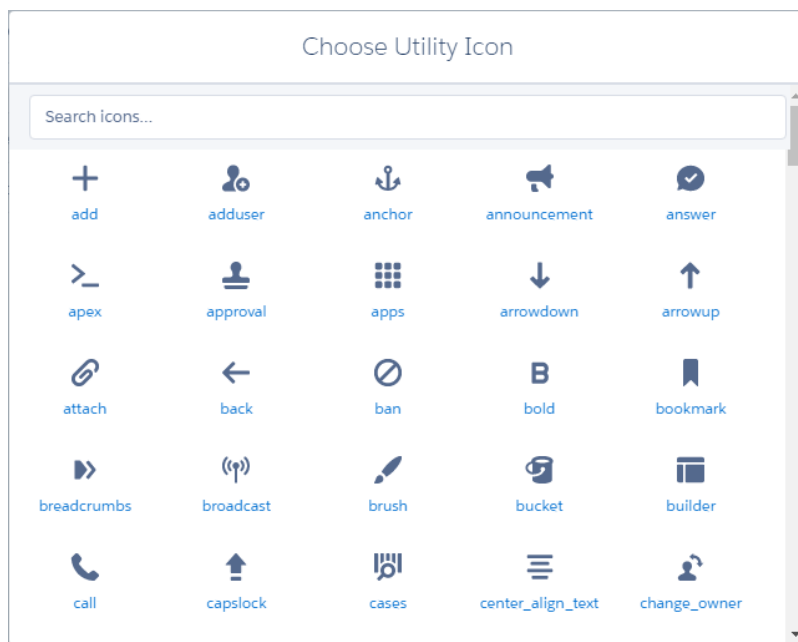 Choose Utility Icon
Search icons...
add adduser anchor announcement answer
apex approval apps arrowdown arrowup
attach back ban bold bookmark
breadcrumbs broadcast brush bucket builder
call capslock cases center_align_text change_owner